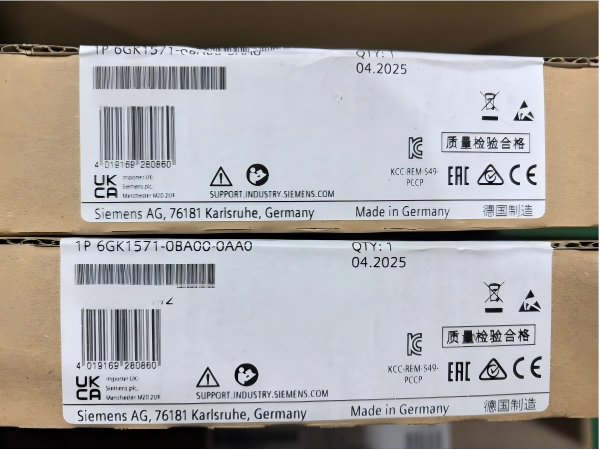 1P 6GK1571-0BA00-0AA0
QTY: 1
04.2025
4 019169 280860
质量检验合格
KCC-REM-S49-
PCCP
EAC
CE
UK
CA
Importer UK:
Siemens plc,
Manchester M20 2UR
SUPPORT.INDUSTRY.SIEMENS.COM
Siemens AG, 76181 Karlsruhe, Germany
Made in Germany
德国制造
1P 6GK1571-0BA00-0AA0
QTY: 1
04.2025
4 019169 280860
质量检验合格
KCC-REM-S49-
PCCP
EAC
CE
UK
CA
Importer UK:
Siemens plc,
Manchester M20 2UR
SUPPORT.INDUSTRY.SIEMENS.COM
Siemens AG, 76181 Karlsruhe, Germany
Made in Germany
德国制造